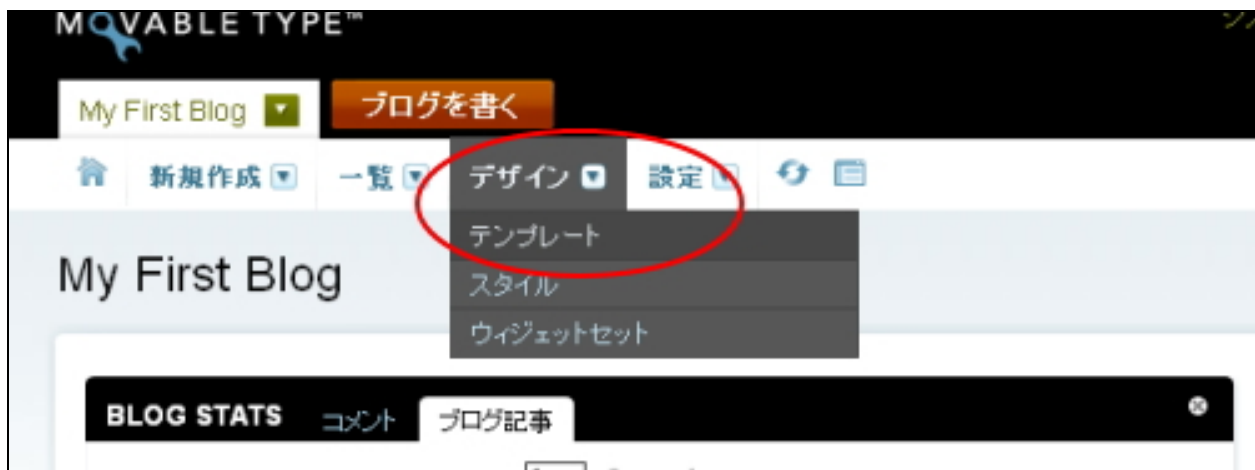 MOVABLE TYPE™
My First Blog ブログを書く
新規作成 一覧 デザイン 設定
テンプレート
スタイル
ウィジェットセット
My First Blog
BLOG STATS コメント ブログ記事